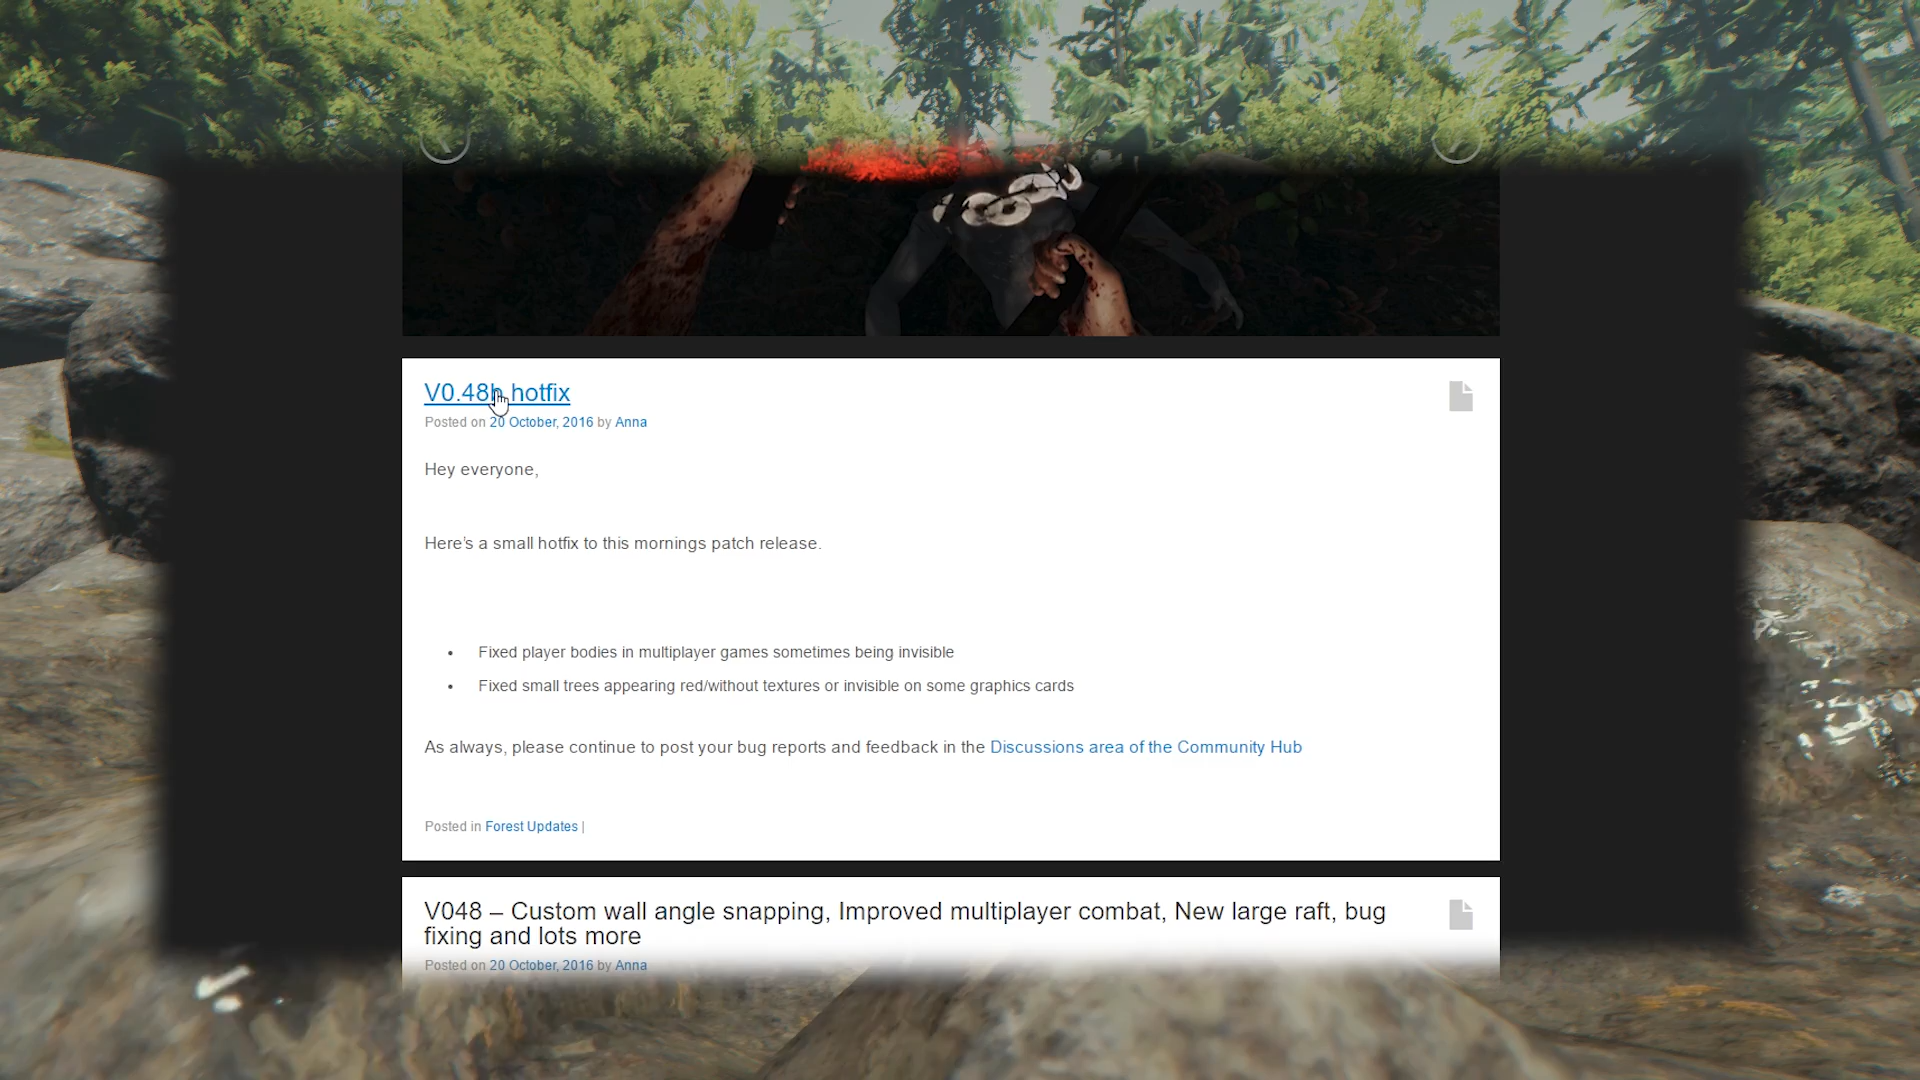 V0.48b hotfix
Posted on 20 October, 2016 by Anna
Hey everyone,
Here's a small hotfix to this mornings patch release.
• Fixed player bodies in multiplayer games sometimes being invisible
• Fixed small trees appearing red/without textures or invisible on some graphics cards
As always, please continue to post your bug reports and feedback in the Discussions area of the Community Hub
Posted in Forest Updates |
V048 – Custom wall angle snapping, Improved multiplayer combat, New large raft, bug
fixing and lots more
Posted on 20 October, 2016 by Anna